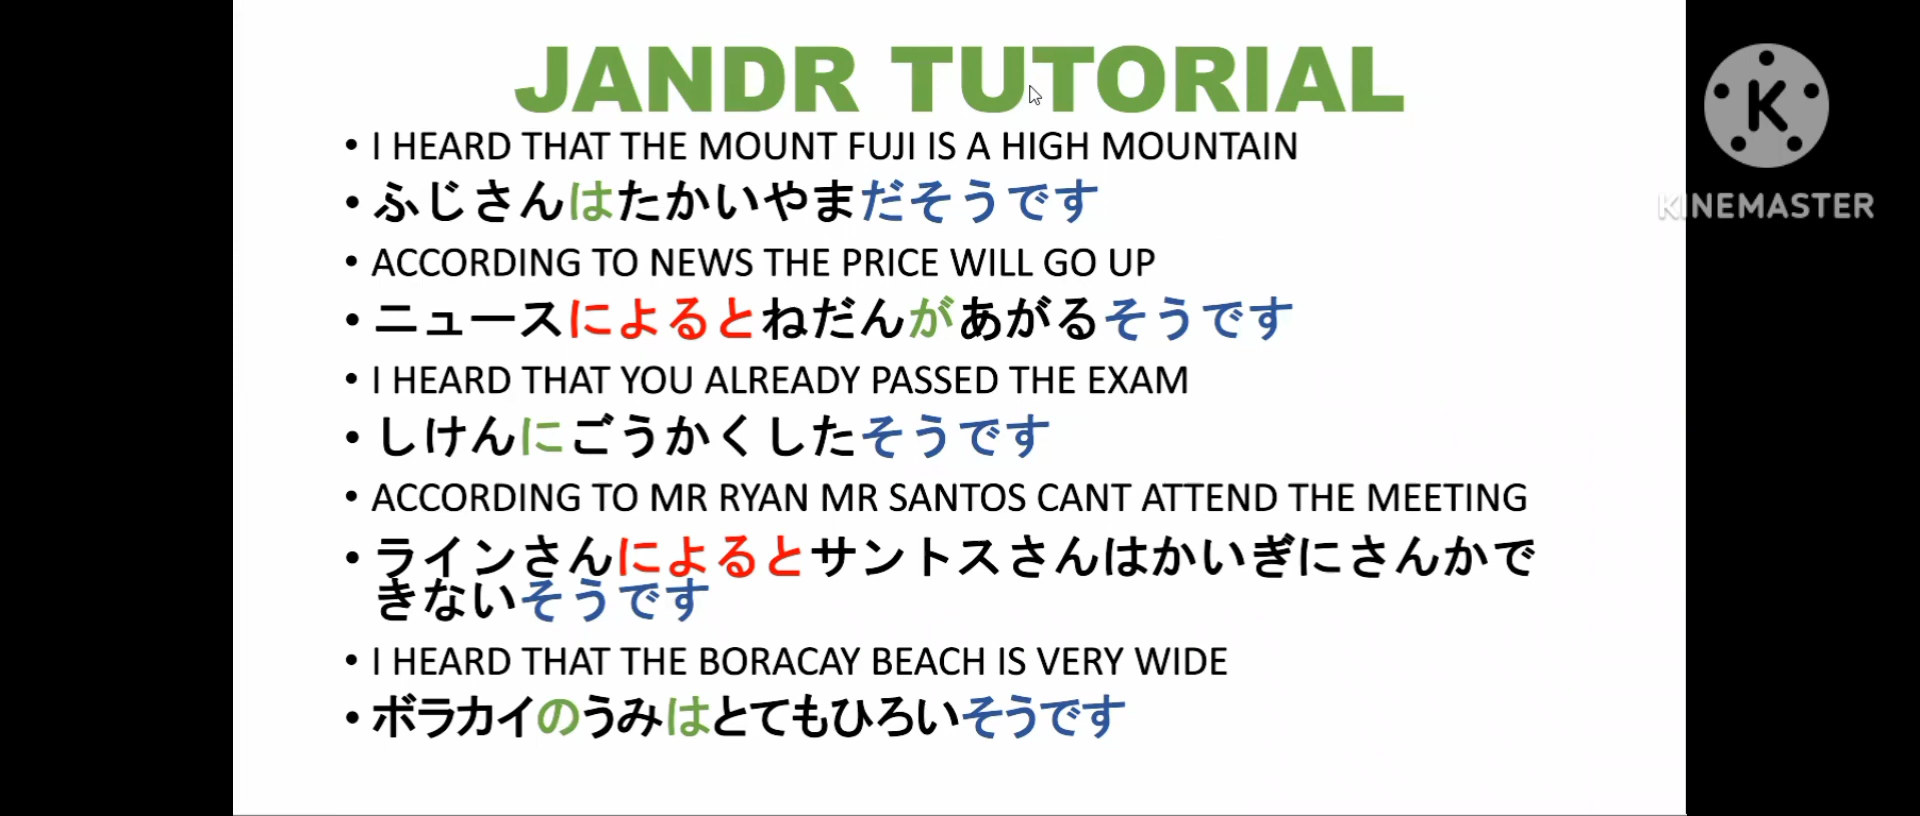 JANDR TUTORIAL
• I HEARD THAT THE MOUNT FUJI IS A HIGH MOUNTAIN
• ふじさんはたかいやまだそうです
• ACCORDING TO NEWS THE PRICE WILL GO UP
• ニュースによるとねだんがあがるそうです
• I HEARD THAT YOU ALREADY PASSED THE EXAM
• しけんにごうかくしたそうです
• ACCORDING TO MR RYAN MR SANTOS CANT ATTEND THE MEETING
• ラインさんによるとサントスさんはかいぎにさんかで
きないそうです
• I HEARD THAT THE BORACAY BEACH IS VERY WIDE
• ボラカイのうみはとてもひろいそうです
K
KINEMASTER